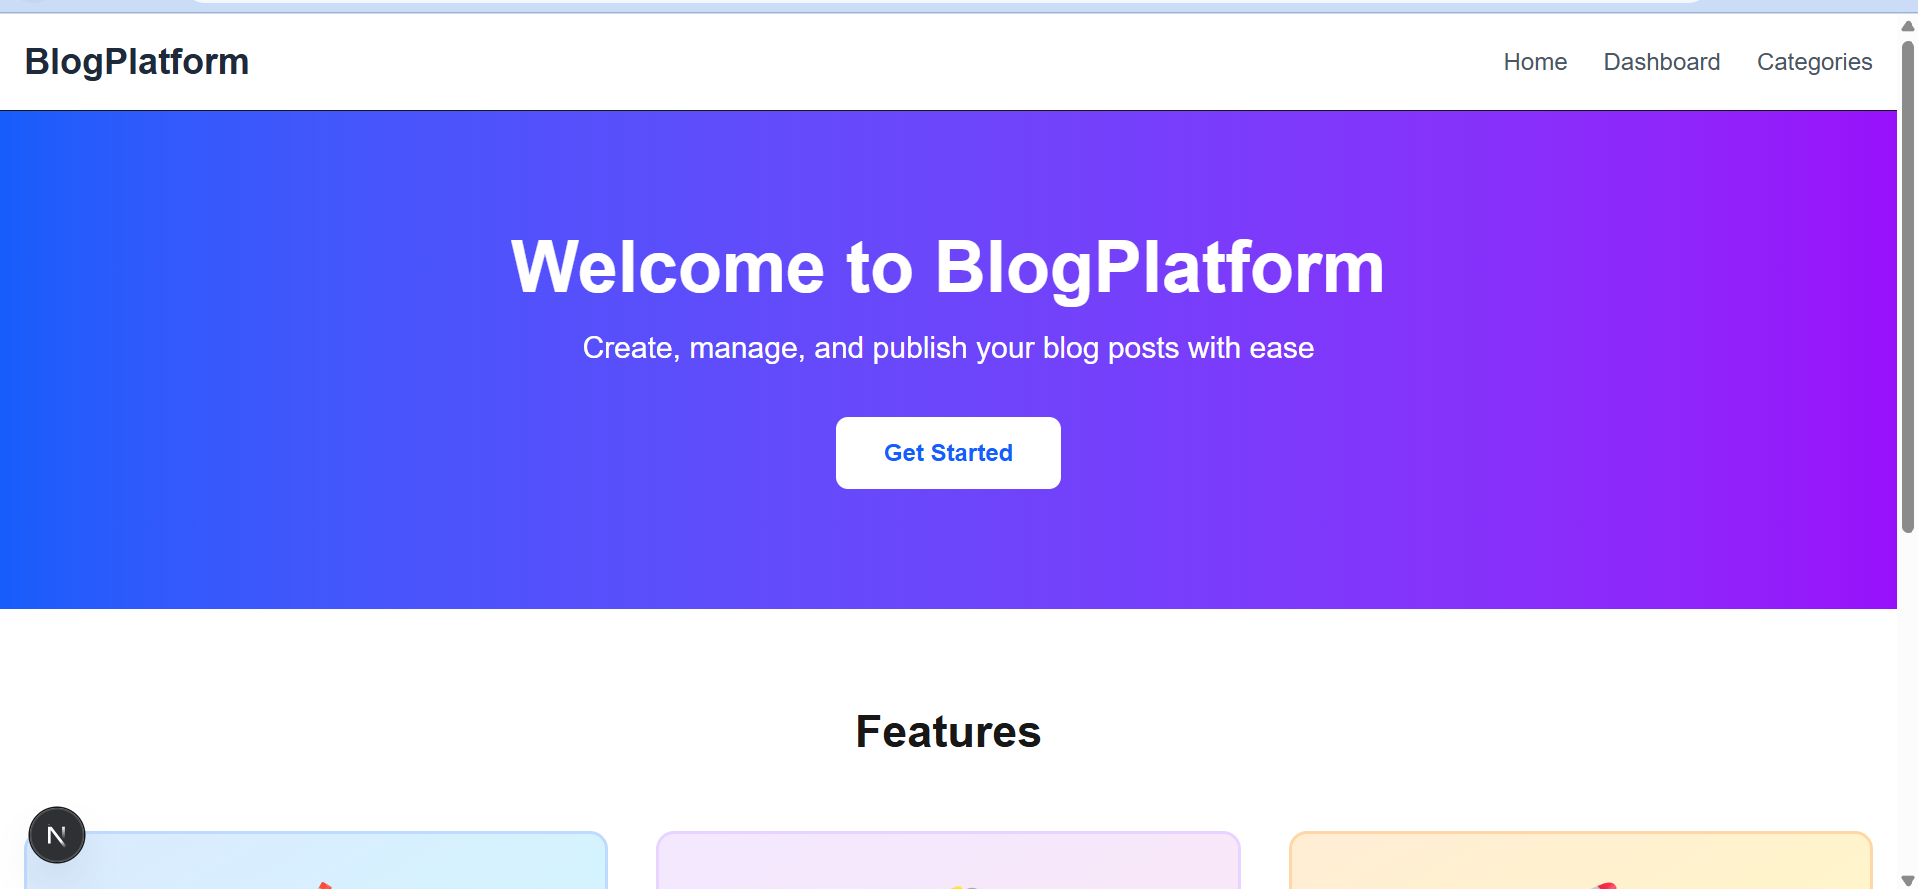 BlogPlatform
Home Dashboard Categories
Welcome to BlogPlatform
Create, manage, and publish your blog posts with ease
Get Started
Features
N